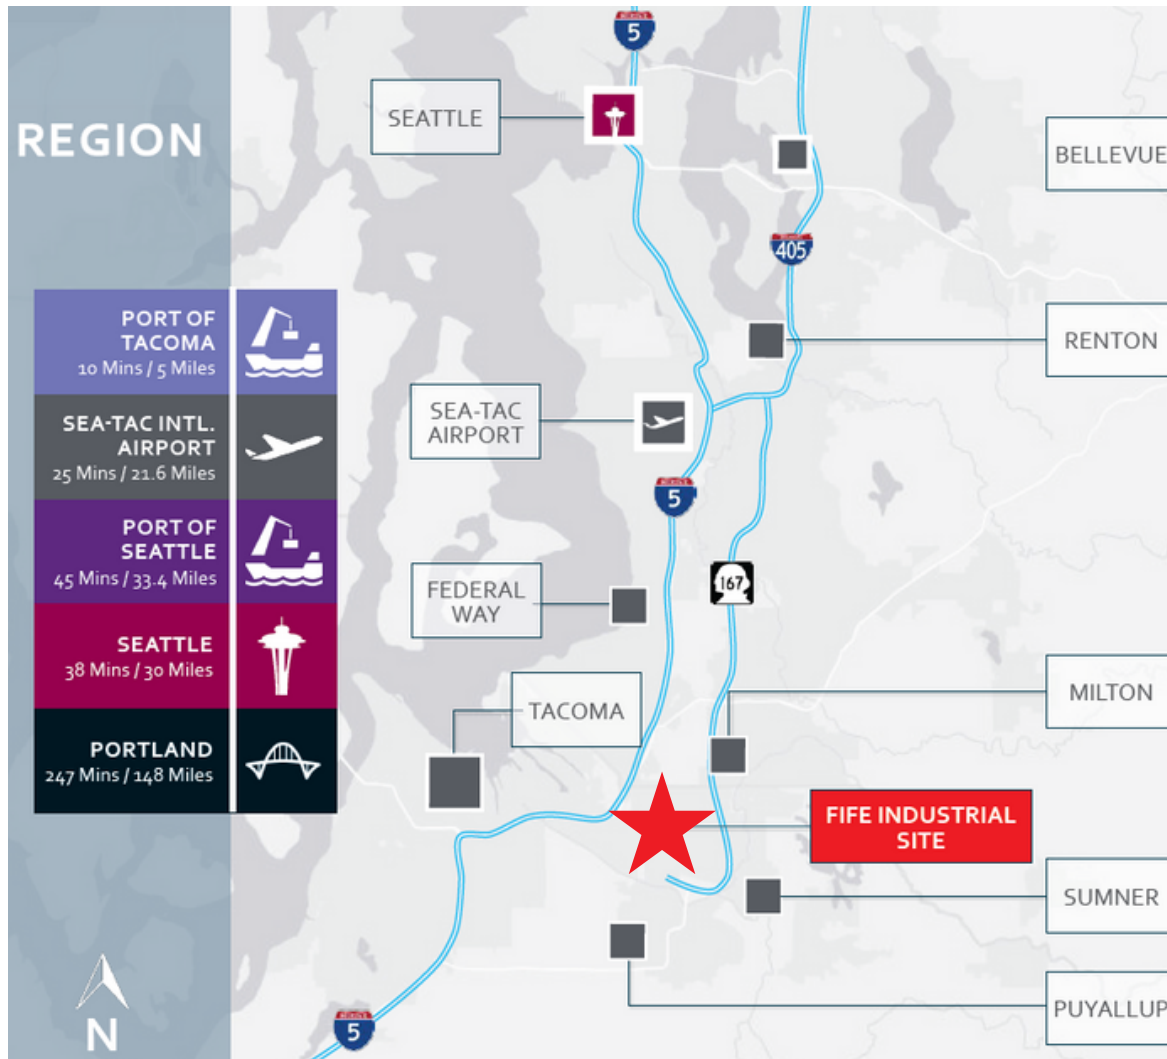 REGION
PORT OF
TACOMA
10 Mins / 5 Miles
SEA-TAC INTL.
AIRPORT
25 Mins / 21.6 Miles
PORT OF
SEATTLE
45 Mins / 33.4 Miles
SEATTLE
38 Mins / 30 Miles
PORTLAND
247 Mins / 148 Miles
N
5
SEATTLE
BELLEVUE
405
RENTON
SEA-TAC
AIRPORT
5
167
FEDERAL
WAY
MILTON
TACOMA
FIFE INDUSTRIAL
SITE
SUMNER
PUYALLUP
5